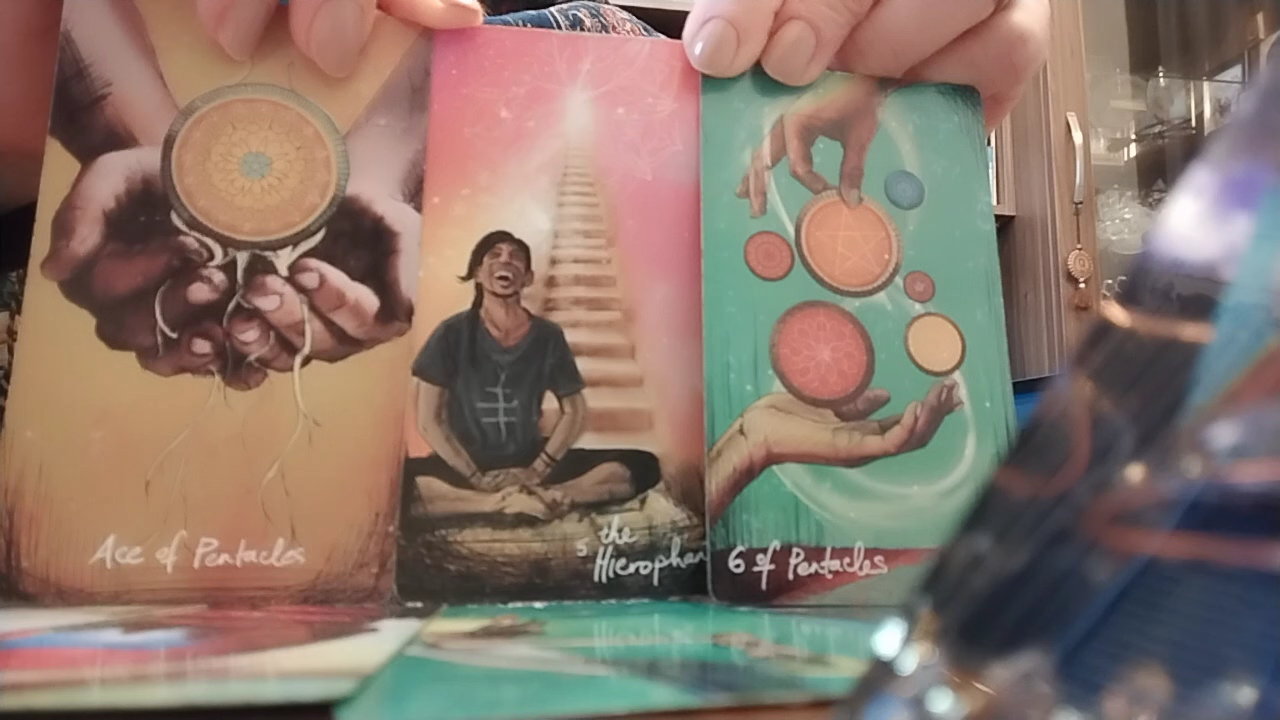 Ace of Pentacles
5 the
Hierophan
6 of Pentacles